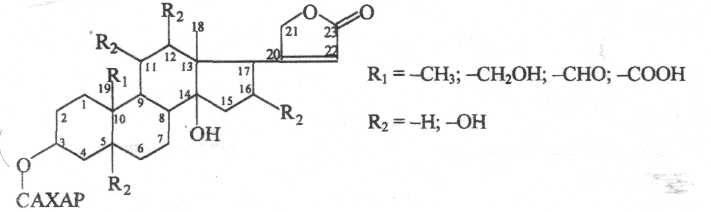 R₂
18
O
O
21
23
R₂
12
20
22
11
13
17
R₁ = –CH₃; –CH₂OH; –CHO; –COOH
19
R₁
16
1
9
14
15
R₂
2
10
8
OH
R₂ = –H; –OH
3
4
5
6
7
O
R₂
САХАР